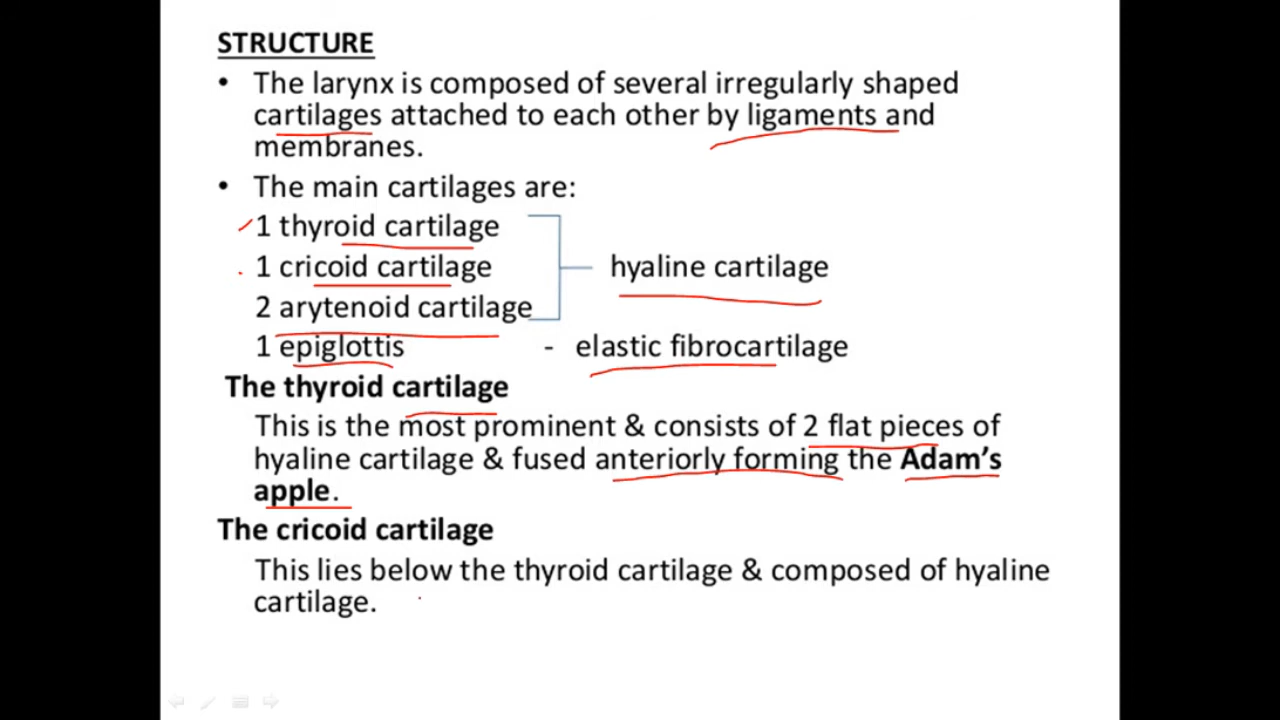 STRUCTURE
• The larynx is composed of several irregularly shaped
cartilages attached to each other by ligaments and
membranes.
• The main cartilages are:
1 thyroid cartilage
1 cricoid cartilage hyaline cartilage
2 arytenoid cartilage
1 epiglottis - elastic fibrocartilage
The thyroid cartilage
This is the most prominent & consists of 2 flat pieces of
hyaline cartilage & fused anteriorly forming the Adam's
apple.
The cricoid cartilage
This lies below the thyroid cartilage & composed of hyaline
cartilage.